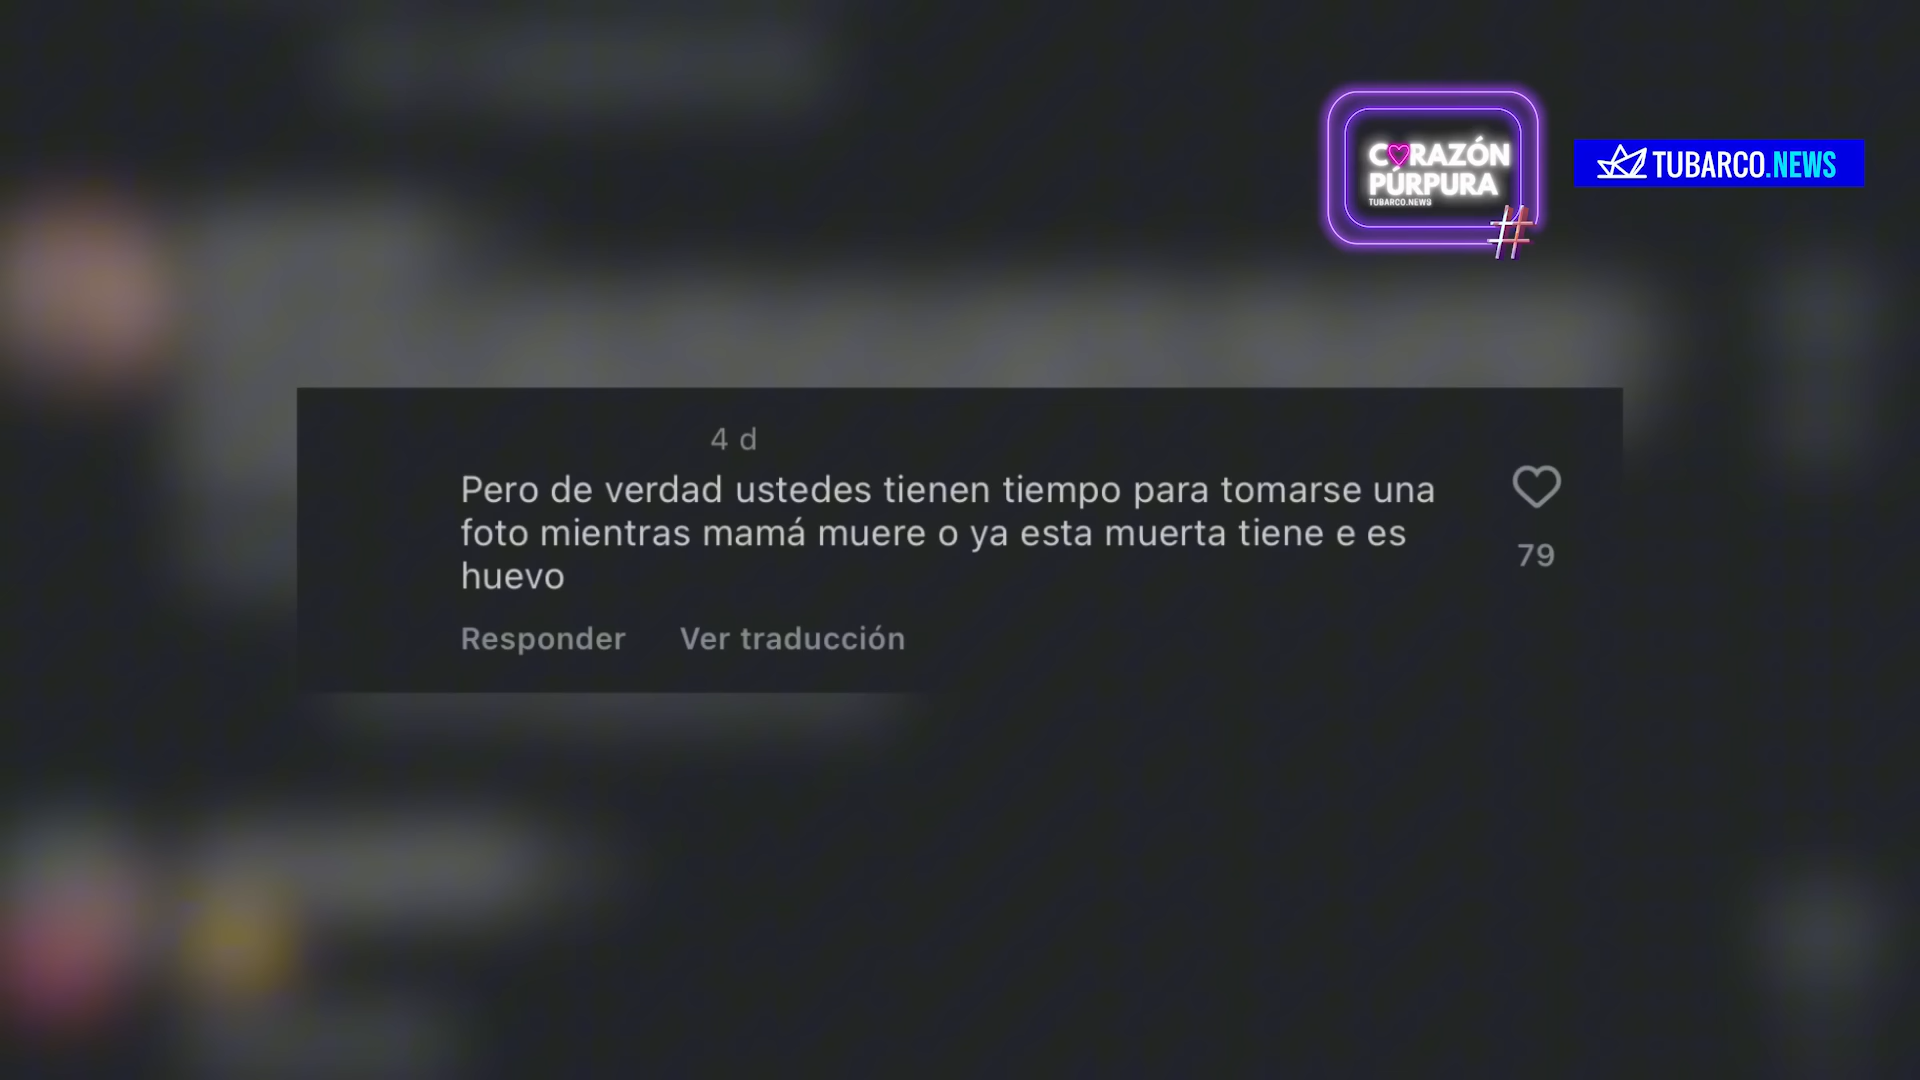 CORAZÓN
PÚRPURA
TUBARCO.NEWS
#
TUBARCO.NEWS
4 d
Pero de verdad ustedes tienen tiempo para tomarse una
foto mientras mamá muere o ya esta muerta tiene e es
huevo
79
Responder Ver traducción